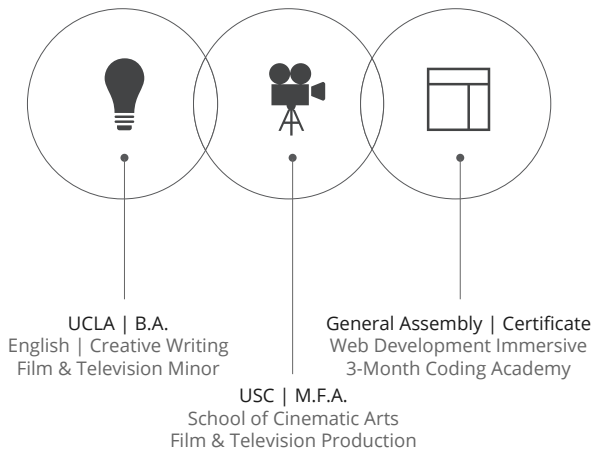 UCLA | B.A.
English | Creative Writing
Film & Television Minor
USC | M.F.A.
School of Cinematic Arts
Film & Television Production
General Assembly | Certificate
Web Development Immersive
3-Month Coding Academy